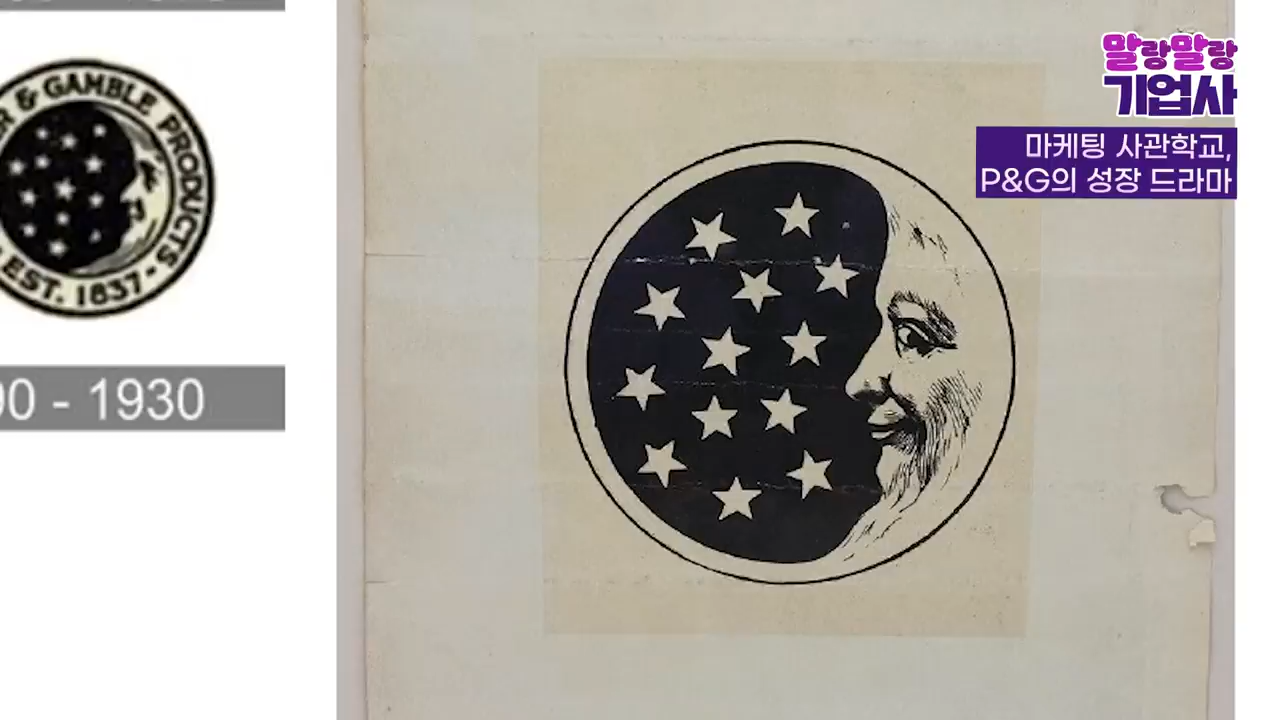 말랑말랑
기업사
마케팅 사관학교,
P&G의 성장 드라마
& GAMBLE PRODUCTS
EST. 1837
- 1930